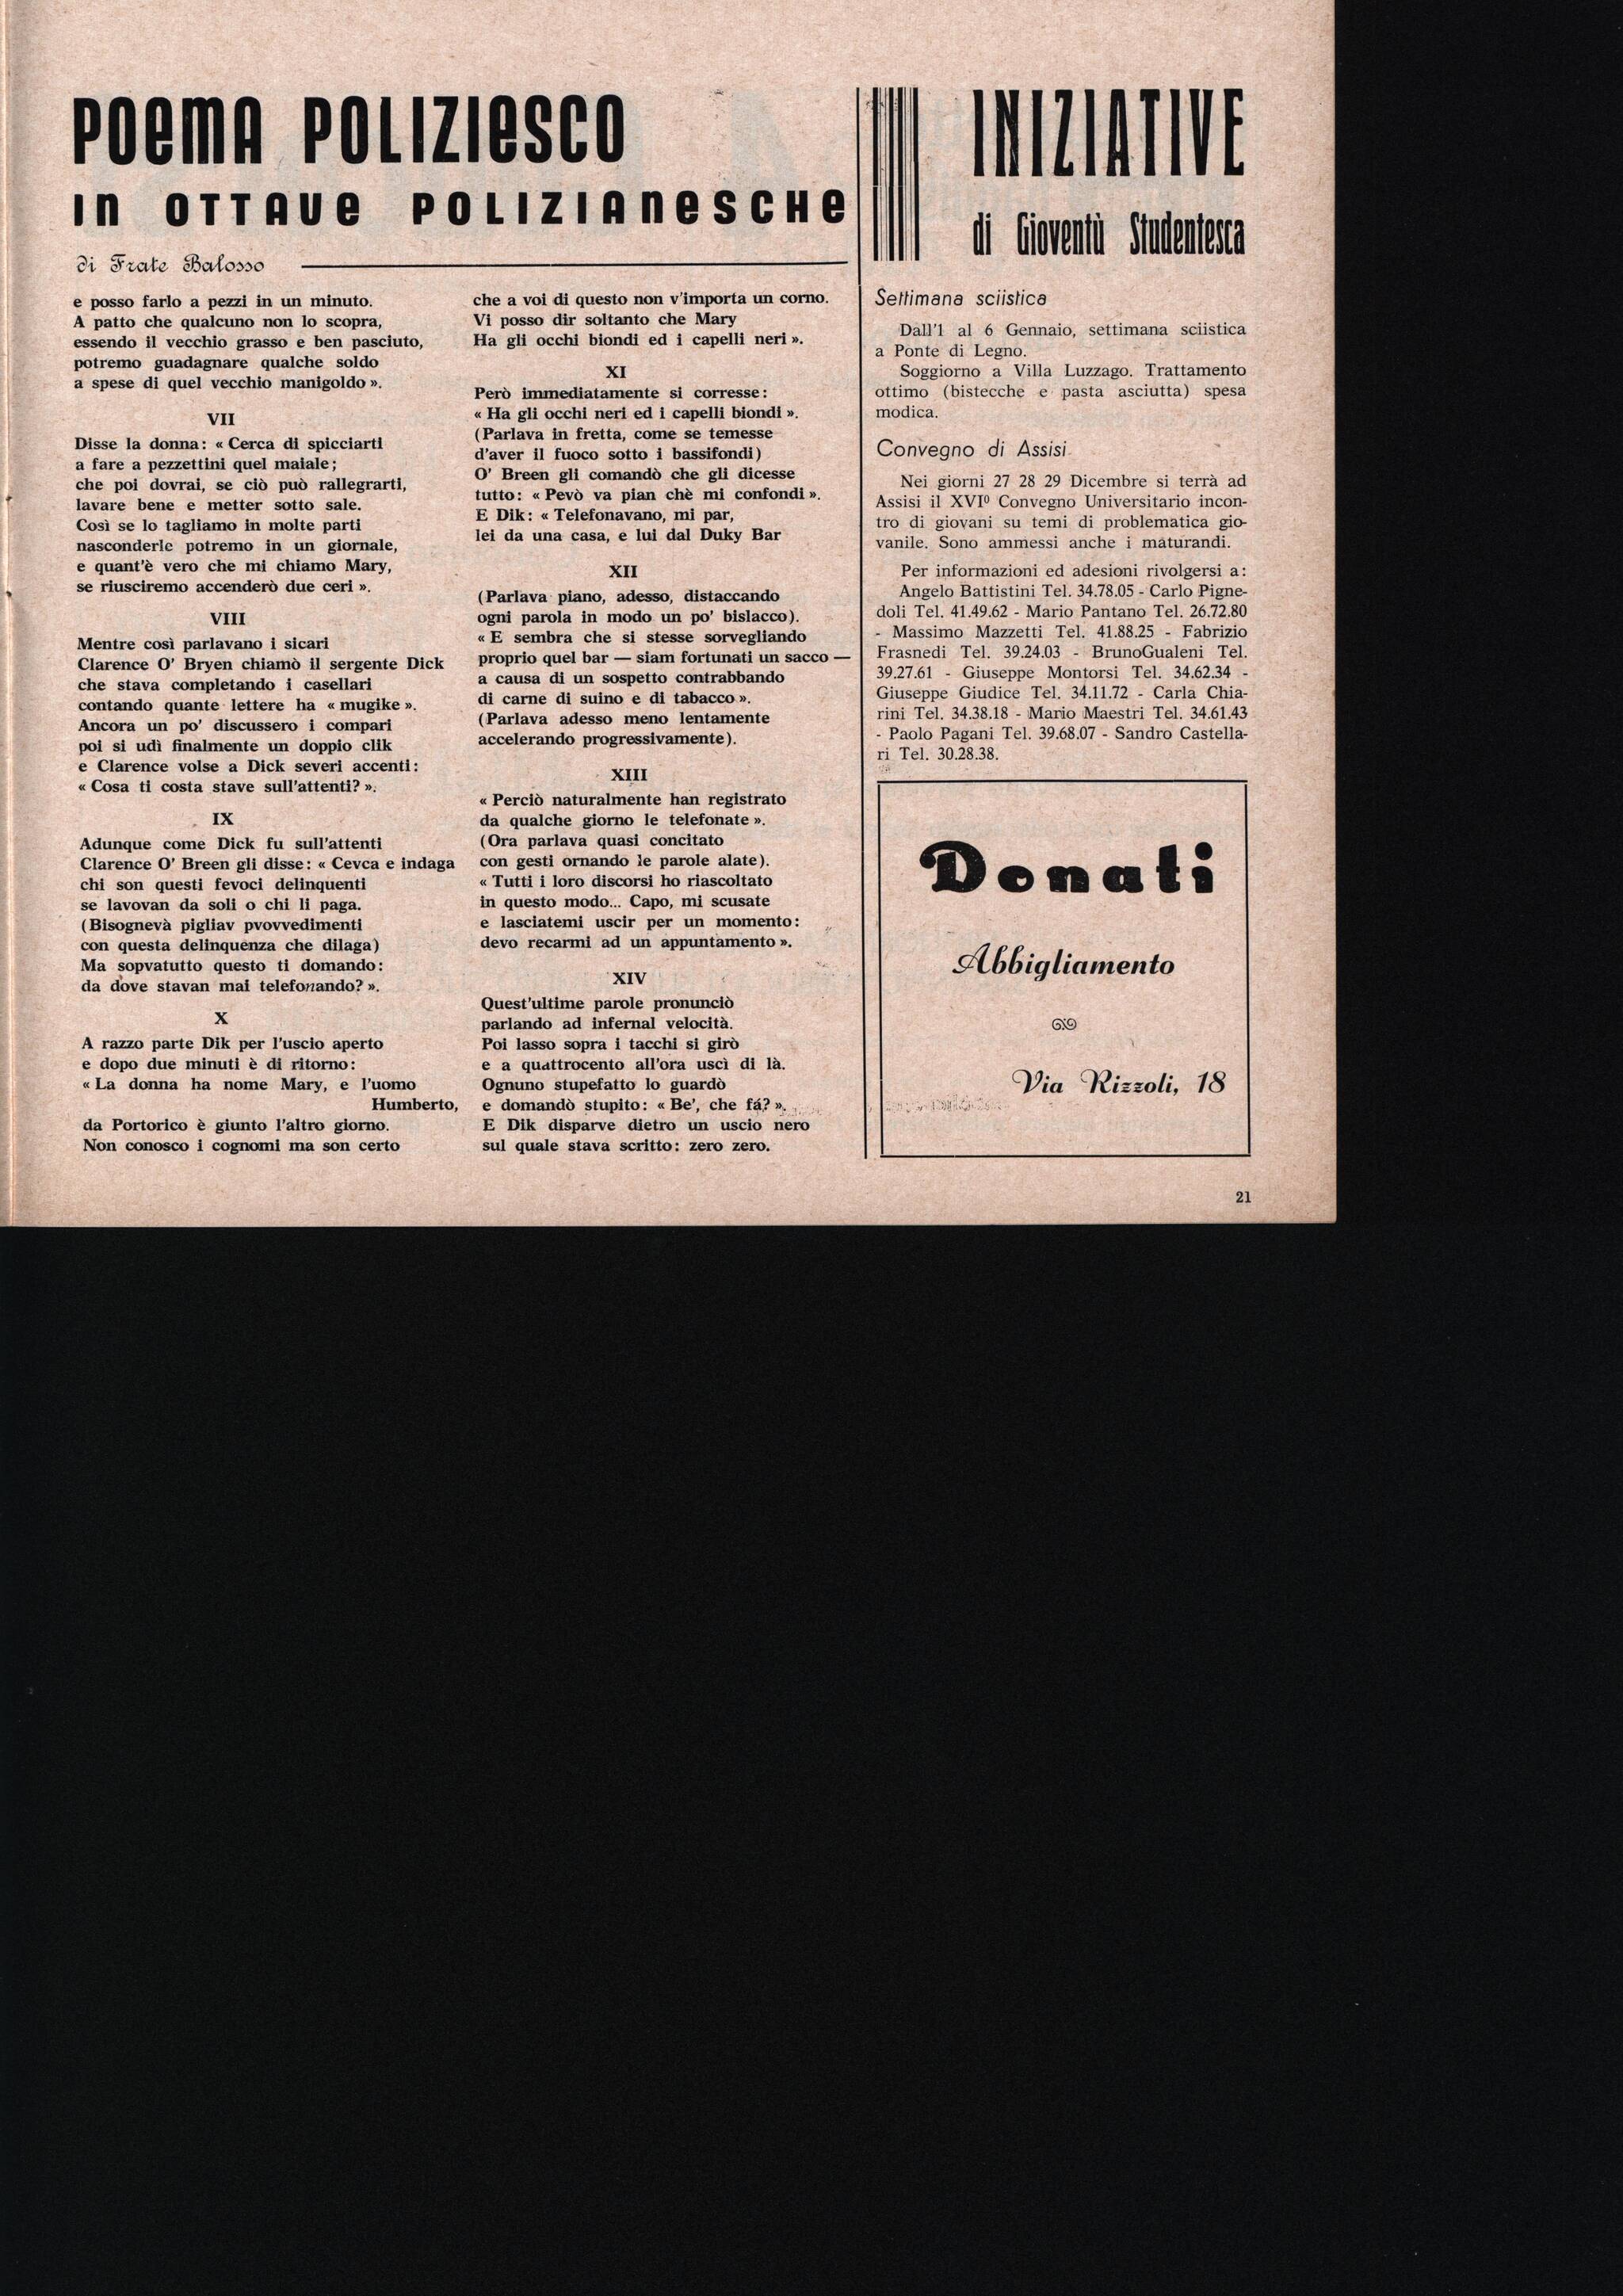 POEMA POLIZIESCO
IN OTTAVE POLIZIANESCHE
di Frate Balosso
e posso farlo a pezzi in un minuto.
A patto che qualcuno non lo scopra,
essendo il vecchio grasso e ben pasciuto,
potremo guadagnare qualche soldo
a spese di quel vecchio manigoldo ».
VII
Disse la donna: « Cerca di spicciarti
a fare a pezzettini quel maiale;
che poi dovrai, se ciò può rallegrarti,
lavare bene e metter sotto sale.
Così se lo tagliamo in molte parti
nasconderle potremo in un giornale,
e quant'è vero che mi chiamo Mary,
se riusciremo accenderò due ceri ».
VIII
Mentre così parlavano i sicari
Clarence O' Bryen chiamò il sergente Dick
che stava completando i casellari
contando quante lettere ha « mugike ».
Ancora un po' discussero i compari
poi si udì finalmente un doppio clik
e Clarence volse a Dick severi accenti:
« Cosa ti costa stave sull'attenti? ».
IX
Adunque come Dick fu sull'attenti
Clarence O' Breen gli disse: « Cevca e indaga
chi son questi fevoci delinquenti
se lavovan da soli o chi li paga.
(Bisognevà pigliav pvovvedimenti
con questa delinquenza che dilaga)
Ma sopvatutto questo ti domando:
da dove stavan mai telefonando? ».
X
A razzo parte Dik per l'uscio aperto
e dopo due minuti è di ritorno:
« La donna ha nome Mary, e l'uomo
Humberto,
da Portorico è giunto l'altro giorno.
Non conosco i cognomi ma son certo
che a voi di questo non v'importa un corno.
Vi posso dir soltanto che Mary
Ha gli occhi biondi ed i capelli neri ».
XI
Però immediatamente si corresse:
« Ha gli occhi neri ed i capelli biondi ».
(Parlava in fretta, come se temesse
d'aver il fuoco sotto i bassifondi)
O' Breen gli comandò che gli dicesse
tutto: « Pevò va pian chè mi confondi ».
E Dik: « Telefonavano, mi par,
lei da una casa, e lui dal Duky Bar
XII
(Parlava piano, adesso, distaccando
ogni parola in modo un po' bislacco).
« E sembra che si stesse sorvegliando
proprio quel bar — siam fortunati un sacco —
a causa di un sospetto contrabbando
di carne di suino e di tabacco ».
(Parlava adesso meno lentamente
accelerando progressivamente).
XIII
« Perciò naturalmente han registrato
da qualche giorno le telefonate ».
(Ora parlava quasi concitato
con gesti ornando le parole alate).
« Tutti i loro discorsi ho riascoltato
in questo modo... Capo, mi scusate
e lasciatemi uscir per un momento:
devo recarmi ad un appuntamento ».
XIV
Quest'ultime parole pronunciò
parlando ad infernal velocità.
Poi lasso sopra i tacchi si girò
e a quattrocento all'ora uscì di là.
Ognuno stupefatto lo guardò
e domandò stupito: « Be', che fá? ».
E Dik disparve dietro un uscio nero
sul quale stava scritto: zero zero.
INIZIATIVE
di Gioventù Studentesca
Settimana sciistica
Dall'1 al 6 Gennaio, settimana sciistica
a Ponte di Legno.
Soggiorno a Villa Luzzago. Trattamento
ottimo (bistecche e pasta asciutta) spesa
modica.
Convegno di Assisi
Nei giorni 27 28 29 Dicembre si terrà ad
Assisi il XVI° Convegno Universitario incon-
tro di giovani su temi di problematica gio-
vanile. Sono ammessi anche i maturandi.
Per informazioni ed adesioni rivolgersi a:
Angelo Battistini Tel. 34.78.05 - Carlo Pigne-
doli Tel. 41.49.62 - Mario Pantano Tel. 26.72.80
- Massimo Mazzetti Tel. 41.88.25 - Fabrizio
Frasnedi Tel. 39.24.03 - BrunoGualeni Tel.
39.27.61 - Giuseppe Montorsi Tel. 34.62.34 -
Giuseppe Giudice Tel. 34.11.72 - Carla Chia-
rini Tel. 34.38.18 - Mario Maestri Tel. 34.61.43
- Paolo Pagani Tel. 39.68.07 - Sandro Castella-
ri Tel. 30.28.38.
Donati
Abbigliamento
Via Rizzoli, 18
21